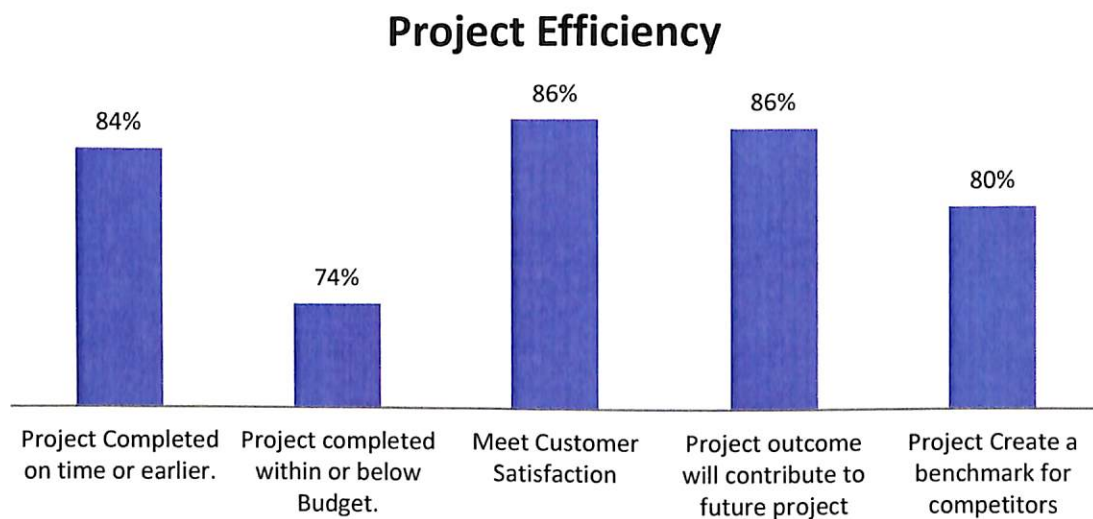 Project Efficiency
84%
74%
86%
86%
80%
Project Completed
on time or earlier.
Project completed
within or below
Budget.
Meet Customer
Satisfaction
Project outcome
will contribute to
future project
Project Create a
benchmark for
competitors